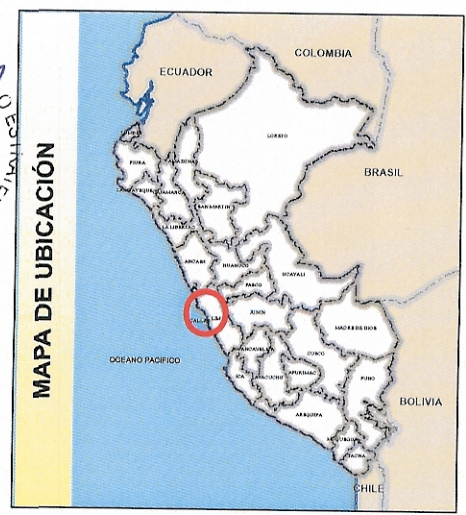 MAPA DE UBICACIÓN
COLOMBIA
ECUADOR
LORETO
BRASIL
PIURA
AMAZONAS
CAJAMARCA
SAN MARTIN
LA LIBERTAD
ANCASH
HUANUCO
UCAYALI
PASCO
CALLAO
LIMA
JUNIN
MADRE DE DIOS
OCEANO PACIFICO
HUANCAVELICA
CUSCO
ICA
AYACUCHO
APURIMAC
PUNO
AREQUIPA
BOLIVIA
MOQUEGUA
TACNA
CHILE